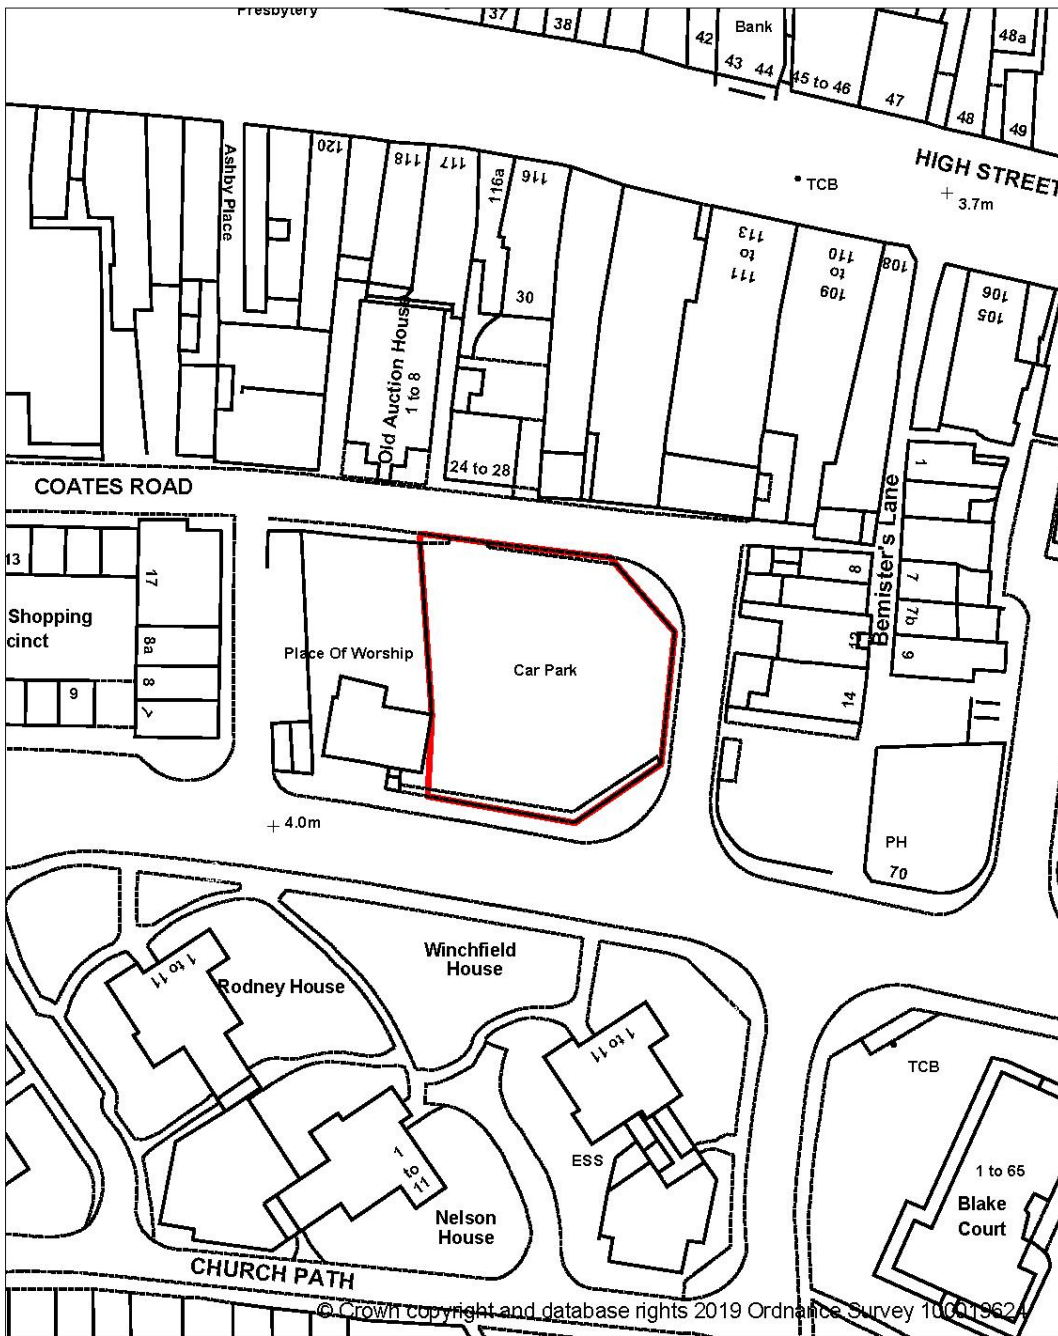 Presbytery
37
38
42
Bank
43
44
45 to 46
47
48
48a
49
HIGH STREET
TCB
3.7m
Ashby Place
120
118
117
116a
116
30
113
to
111
110
to
109
108
106
105
Old Auction House
1 to 8
24 to 28
COATES ROAD
Bemister's Lane
1
7
7b
9
8
12
14
13
17
8a
8
7
9
Shopping
cinct
Place Of Worship
Car Park
4.0m
PH
70
Winchfield
House
1 to 11
Rodney House
1 to 11
TCB
ESS
1
to
11
Nelson
House
1 to 65
Blake
Court
CHURCH PATH
© Crown copyright and database rights 2019 Ordnance Survey 100019624